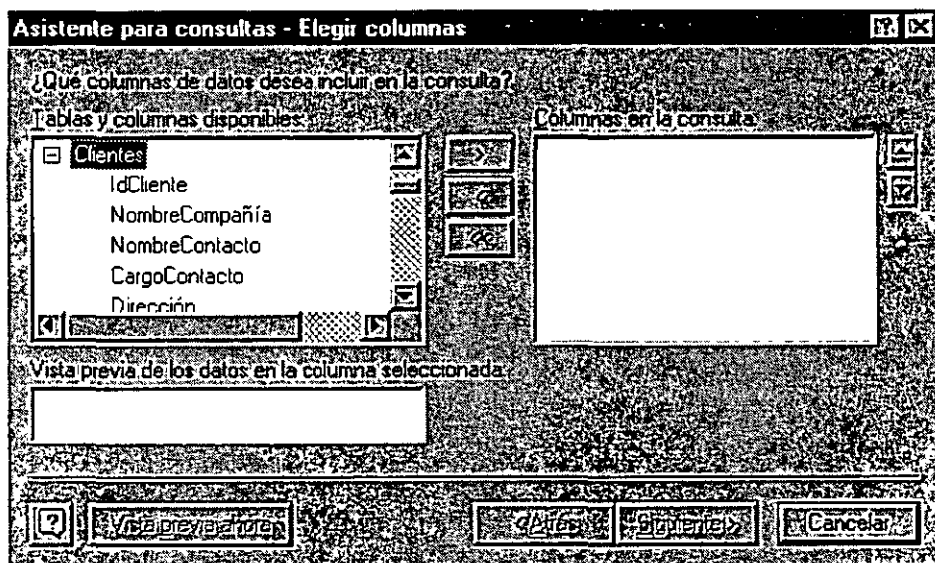 Asistente para consultas - Elegir columnas
¿Qué columnas de datos desea incluir en la consulta?
Tablas y columnas disponibles:
Columnas en la consulta:
Clientes
IdCliente
NombreCompañía
NombreContacto
CargoContacto
Dirección
>
<
<<
Vista previa de los datos en la columna seleccionada:
?
Vista previa ahora
< Atrás
Siguiente >
Cancelar